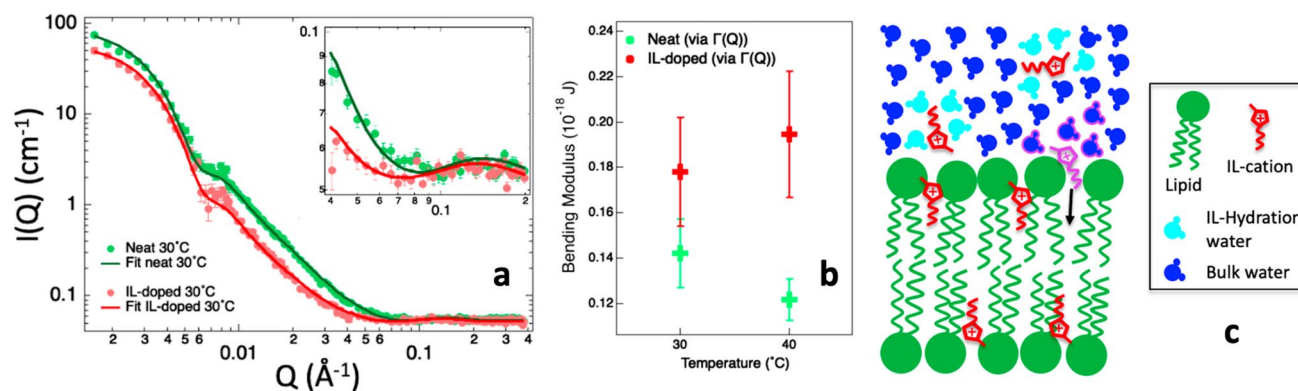 100
10
1
0.1
I(Q) (cm⁻¹)
Neat 30˚C
Fit neat 30˚C
IL-doped 30˚C
Fit IL-doped 30˚C
a
2 3 4 5 6 0.01 2 3 4 5 6 0.1 2 3 4
Q (Å⁻¹)
0.1
9
8
7
6
5
4 5 6 7 8 9 0.1 2
0.24
0.22
0.20
0.18
0.16
0.14
0.12
Bending Modulus (10⁻¹⁸ J)
Neat (via Γ(Q))
IL-doped (via Γ(Q))
b
30 40
Temperature (˚C)
c
Lipid
IL-cation
IL-Hydration
water
Bulk water